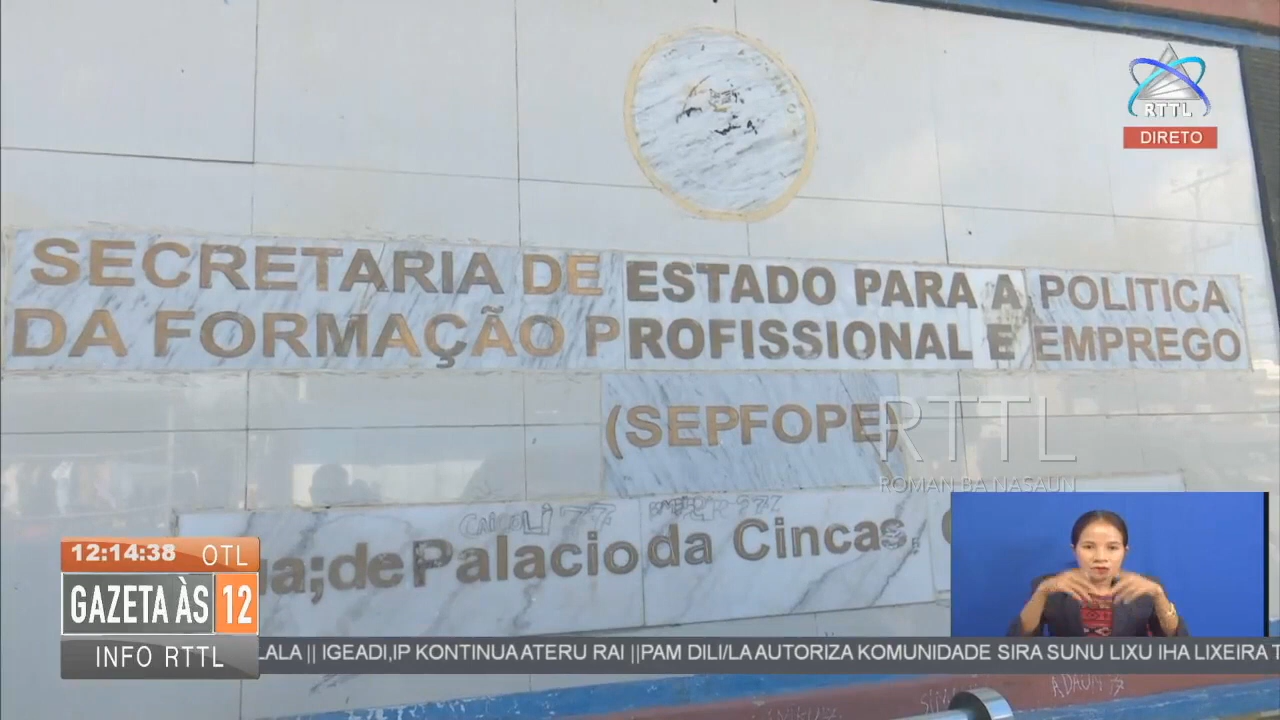 RTTL
DIRETO
SECRETARIA DE ESTADO PARA A POLITICA
DA FORMAÇÃO PROFISSIONAL E EMPREGO
(SEPFOPE)
RTTL
ROMAN BA NASAUN
CAICOLI 77
de Palacio da Cincas,
12:14:38 OTL
GAZETA ÀS 12
INFO RTTL
LALA || IGEADI,IP KONTINUA ATERU RAI ||PAM DILI/LA AUTORIZA KOMUNIDADE SIRA SUNU LIXU IHA LIXEIRA T